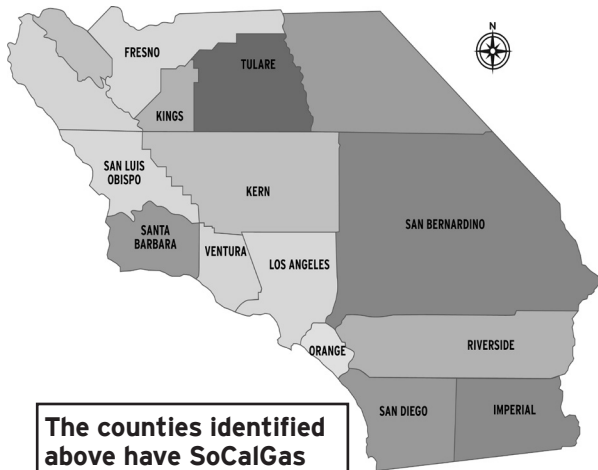 N
FRESNO
TULARE
KINGS
SAN LUIS
OBISPO
KERN
SAN BERNARDINO
SANTA
BARBARA
VENTURA
LOS ANGELES
ORANGE
RIVERSIDE
SAN DIEGO
IMPERIAL
The counties identified
above have SoCalGas